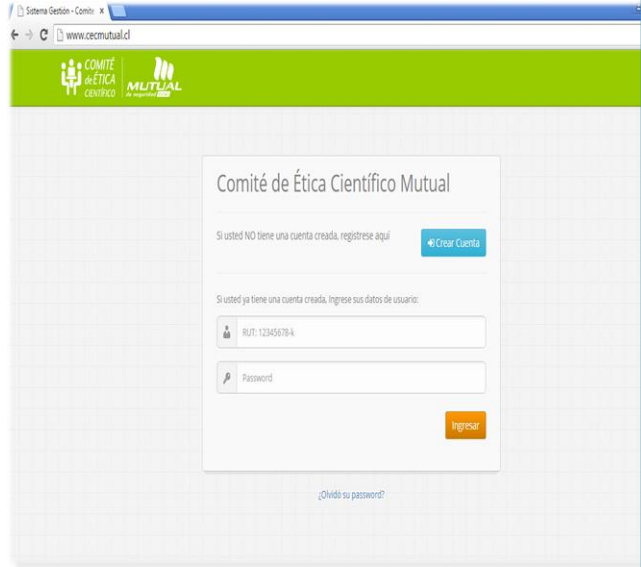 Sistema Gestión - Comite
www.cecmutual.cl
COMITÉ
de ÉTICA
CIENTÍFICO
MUTUAL
de seguridad
Comité de Ética Científico Mutual
Si usted NO tiene una cuenta creada, registrese aquí
Crear Cuenta
Si usted ya tiene una cuenta creada, Ingrese sus datos de usuario:
RUT: 12345678-k
Password
Ingresar
¿Olvidó su password?